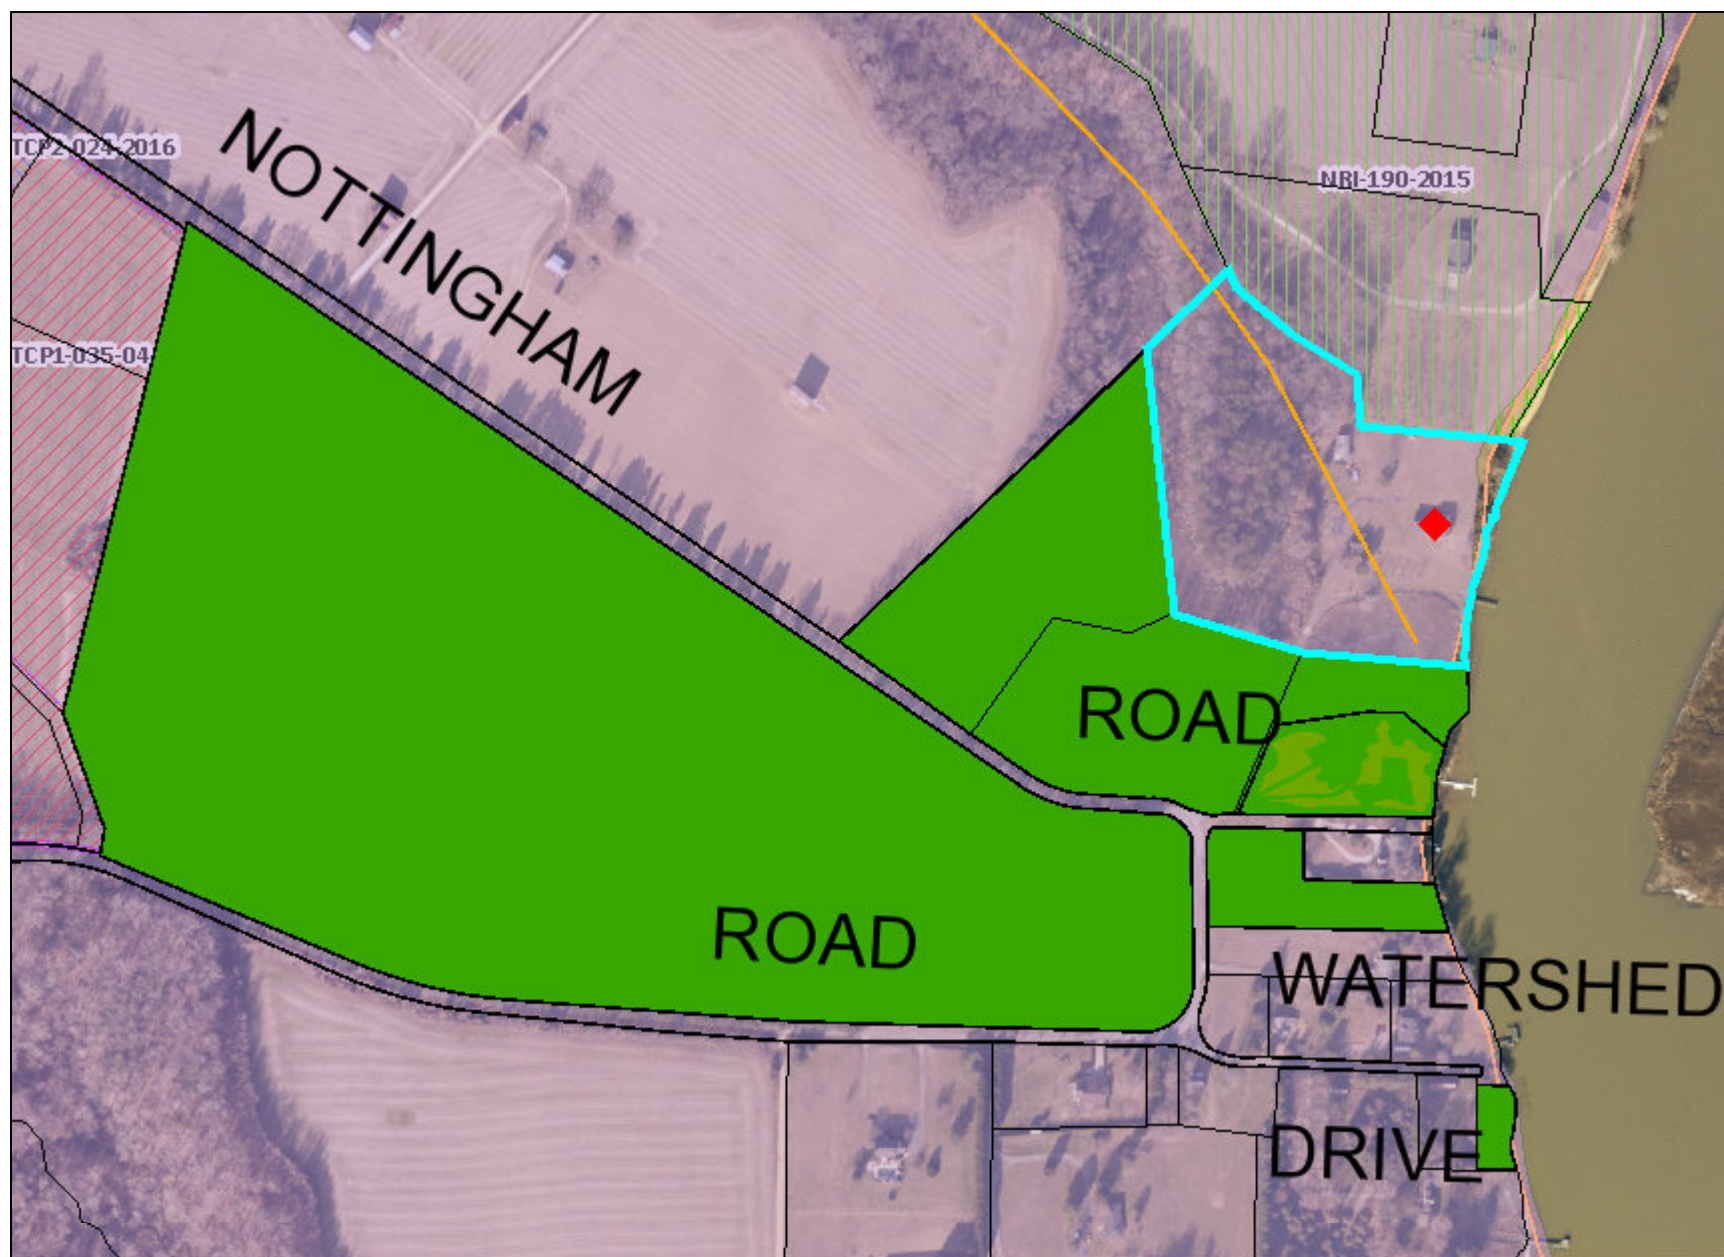 TCP2-024-2016
NOTTINGHAM
NRI-190-2015
TCP1-035-04
ROAD
ROAD
WATERSHED
DRIVE